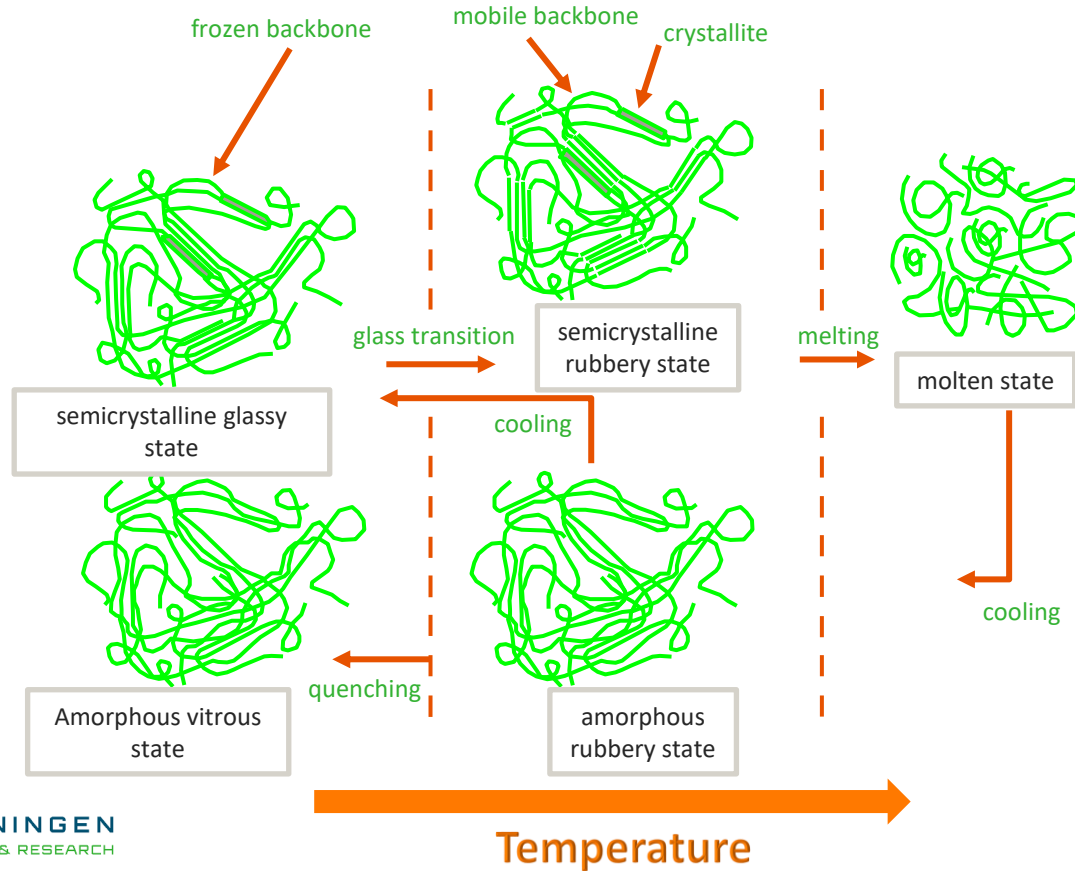 frozen backbone
mobile backbone
crystallite
glass transition
semicrystalline
rubbery state
melting
molten state
semicrystalline glassy
state
cooling
cooling
quenching
Amorphous vitrous
state
amorphous
rubbery state
NINGEN
& RESEARCH
Temperature